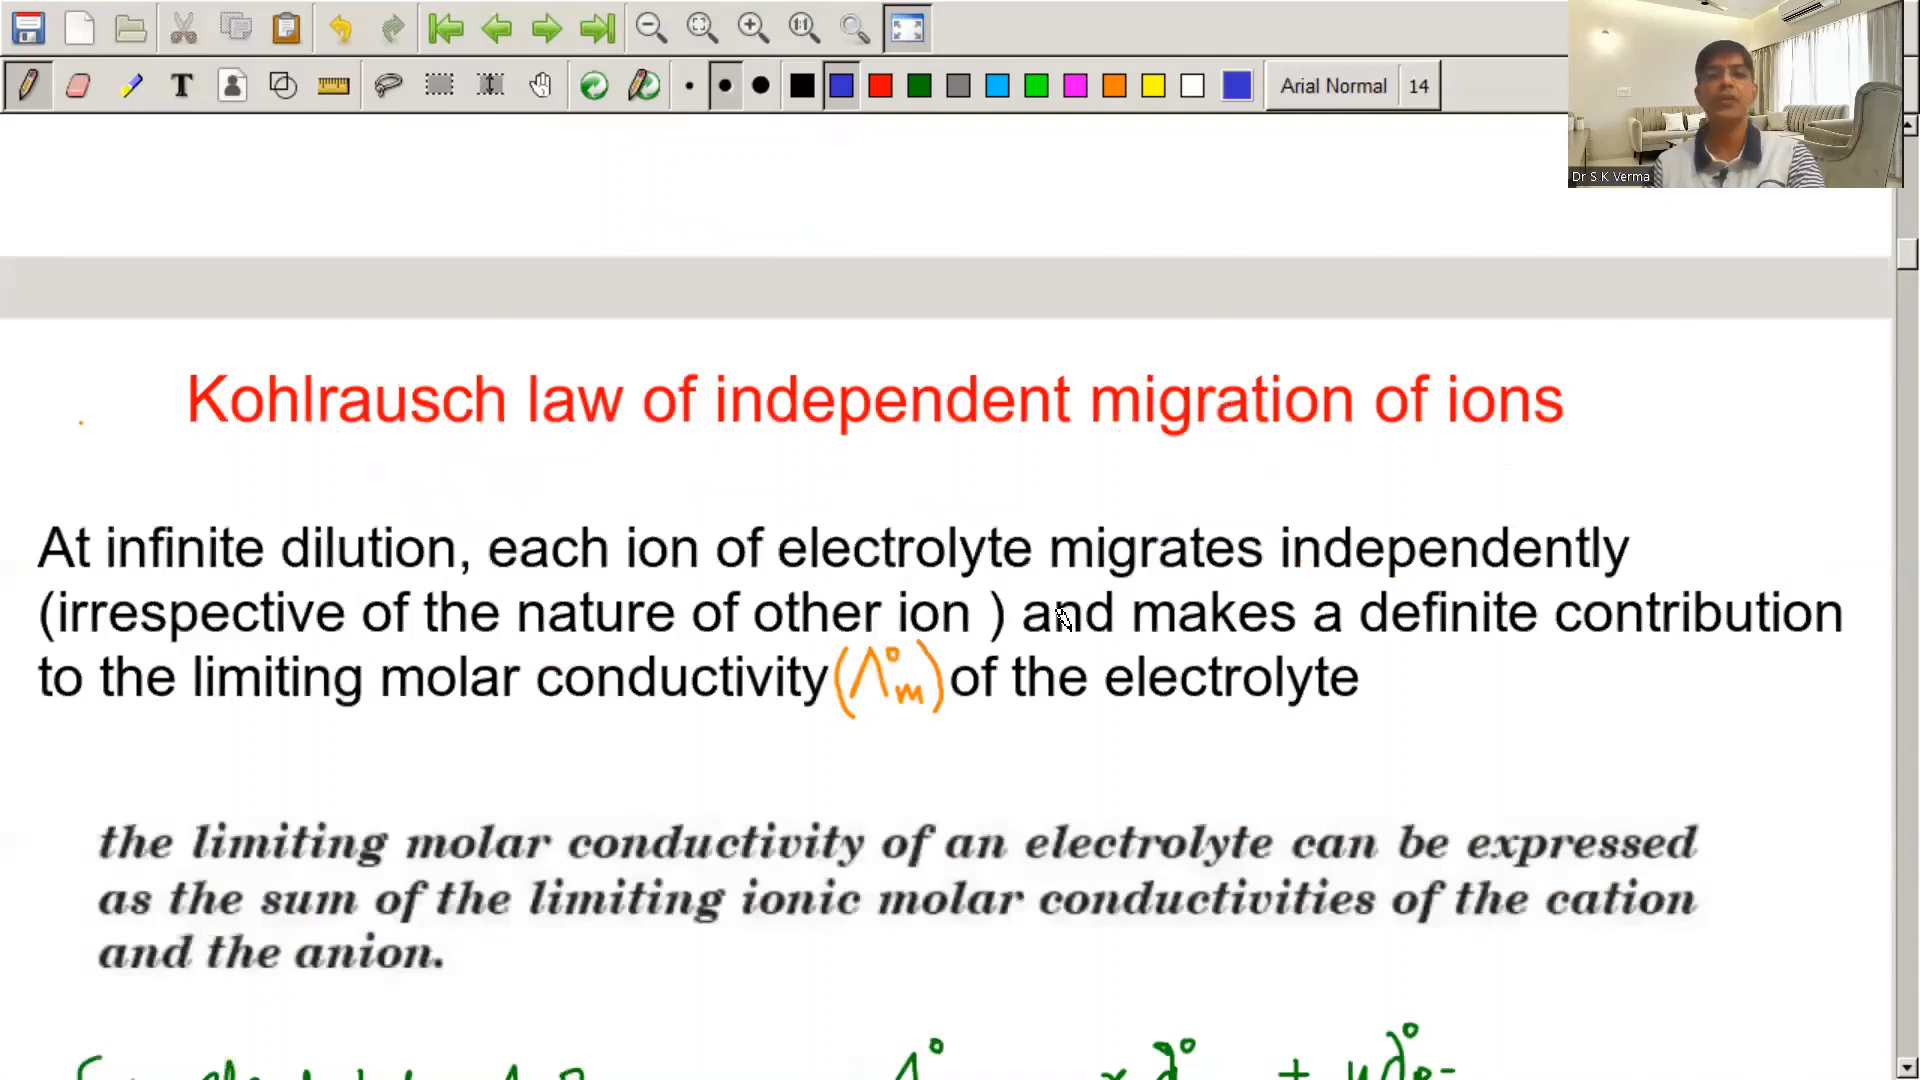 T
1:1
Arial Normal 14
Dr S K Verma
Kohlrausch law of independent migration of ions
At infinite dilution, each ion of electrolyte migrates independently
(irrespective of the nature of other ion ) and makes a definite contribution
to the limiting molar conductivity (Λ°m) of the electrolyte
the limiting molar conductivity of an electrolyte can be expressed
as the sum of the limiting ionic molar conductivities of the cation
and the anion.